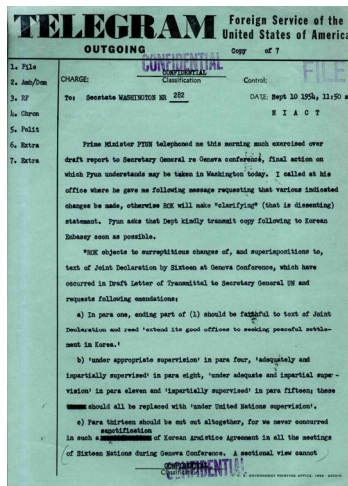 TELEGRAM
Foreign Service of the
United States of America
OUTGOING
Copy of 7
CONFIDENTIAL
CONFIDENTIAL
Classification
FILE
1. File
2. Amb/Dcm
3. RF
4. Chron
5. Polit
6. Extra
7. Extra
CHARGE:
Control:
To: Secstate WASHINGTON NR 282
DATE: Sept 10 1954, 11:50 a
N I A C T
Prime Minister PYUN telephoned me this morning much exercised over
draft report to Secretary General re Geneva conference, final action on
which Pyun understands may be taken in Washington today. I called at his
office where he gave me following message requesting that various indicated
changes be made, otherwise ROK will make "clarifying" (that is dissenting)
statement. Pyun asks that Dept kindly transmit copy following to Korean
Embassy soon as possible.
"ROK objects to surreptitious changes of, and superimpositions to,
text of Joint Declaration by Sixteen at Geneva Conference, which have
occurred in Draft Letter of Transmittal to Secretary General UN and
requests following emendations;
a) In para one, ending part of (1) should be faithful to text of Joint
Declaration and reed 'extend its good offices to seeking peaceful settle-
ment in Korea.'
b) 'under appropriate supervision' in para four, 'adequately and
impartially supervised' in para eight, 'under adequate and impartial super-
vision' in para eleven and 'impartially supervised' in para fifteen; these
should all be replaced with 'under United Nations supervision'.
c) Para thirteen should be cut out altogether, for we never concurred
sanctification
in such a of Korean Armistice Agreement in all the meetings
of Sixteen Nations during Geneva Conference. A sectional view cannot
CONFIDENTIAL
CONFIDENTIAL
Classification
U. S. GOVERNMENT PRINTING OFFICE